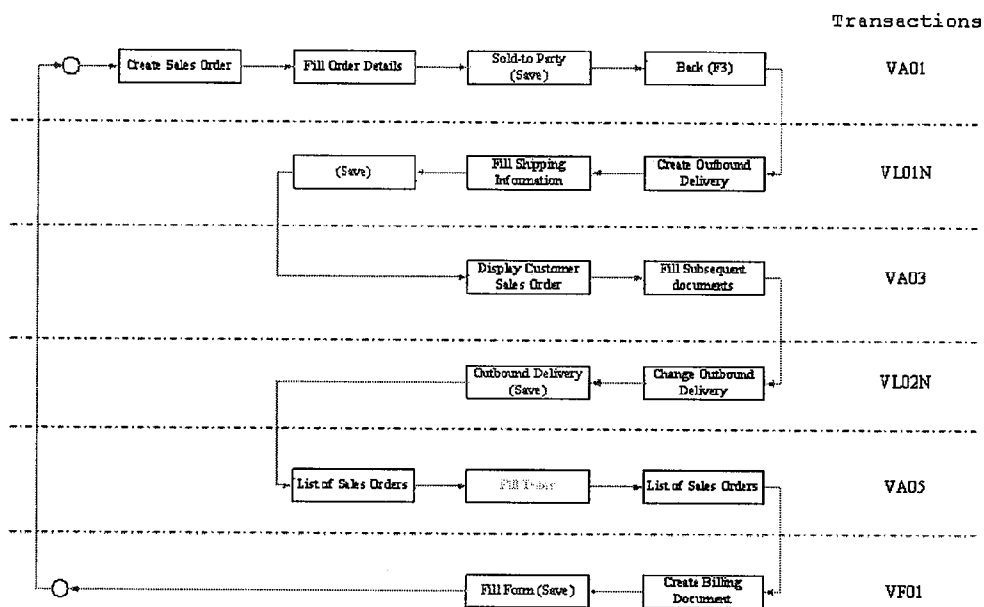 Transactions
Create Sales Order
Fill Order Details
Sold-to Party
(Save)
Back (F3)
VA01
(Save)
Fill Shipping
Information
Create Outbound
Delivery
VL01N
Display Customer
Sales Order
Fill Subsequent
documents
VA03
Outbound Delivery
(Save)
Change Outbound
Delivery
VL02N
List of Sales Orders
Fill
List of Sales Orders
VA05
Fill Form (Save)
Create Billing
Document
VF01